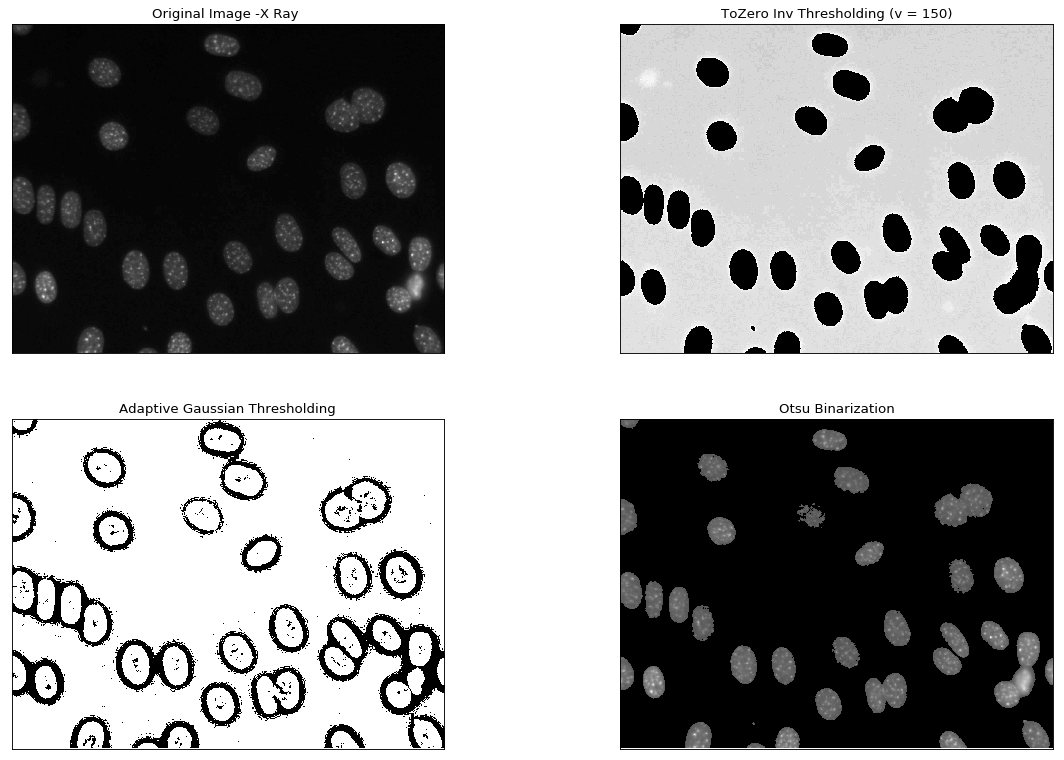 Original Image -X Ray
ToZero Inv Thresholding (v = 150)
Adaptive Gaussian Thresholding
Otsu Binarization